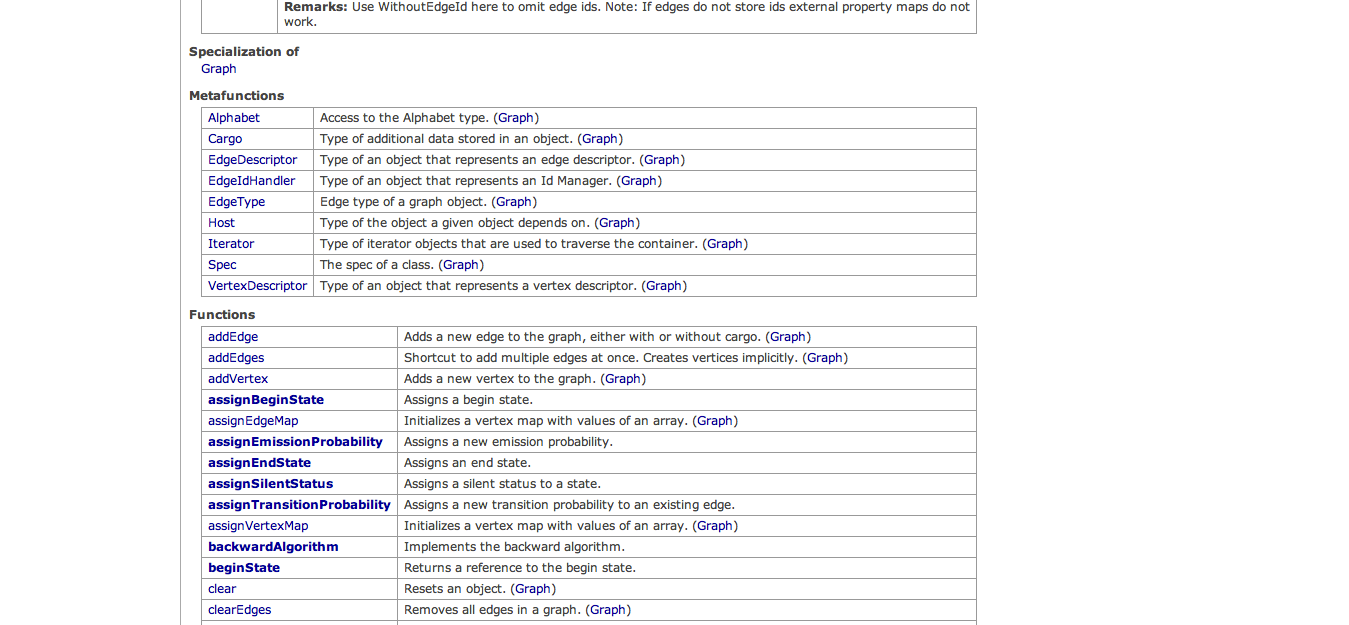 Remarks: Use WithoutEdgeId here to omit edge ids. Note: If edges do not store ids external property maps do not
work.
Specialization of
Graph
Metafunctions
Alphabet Access to the Alphabet type. (Graph)
Cargo Type of additional data stored in an object. (Graph)
EdgeDescriptor Type of an object that represents an edge descriptor. (Graph)
EdgeIdHandler Type of an object that represents an Id Manager. (Graph)
EdgeType Edge type of a graph object. (Graph)
Host Type of the object a given object depends on. (Graph)
Iterator Type of iterator objects that are used to traverse the container. (Graph)
Spec The spec of a class. (Graph)
VertexDescriptor Type of an object that represents a vertex descriptor. (Graph)
Functions
addEdge Adds a new edge to the graph, either with or without cargo. (Graph)
addEdges Shortcut to add multiple edges at once. Creates vertices implicitly. (Graph)
addVertex Adds a new vertex to the graph. (Graph)
assignBeginState Assigns a begin state.
assignEdgeMap Initializes a vertex map with values of an array. (Graph)
assignEmissionProbability Assigns a new emission probability.
assignEndState Assigns an end state.
assignSilentStatus Assigns a silent status to a state.
assignTransitionProbability Assigns a new transition probability to an existing edge.
assignVertexMap Initializes a vertex map with values of an array. (Graph)
backwardAlgorithm Implements the backward algorithm.
beginState Returns a reference to the begin state.
clear Resets an object. (Graph)
clearEdges Removes all edges in a graph. (Graph)